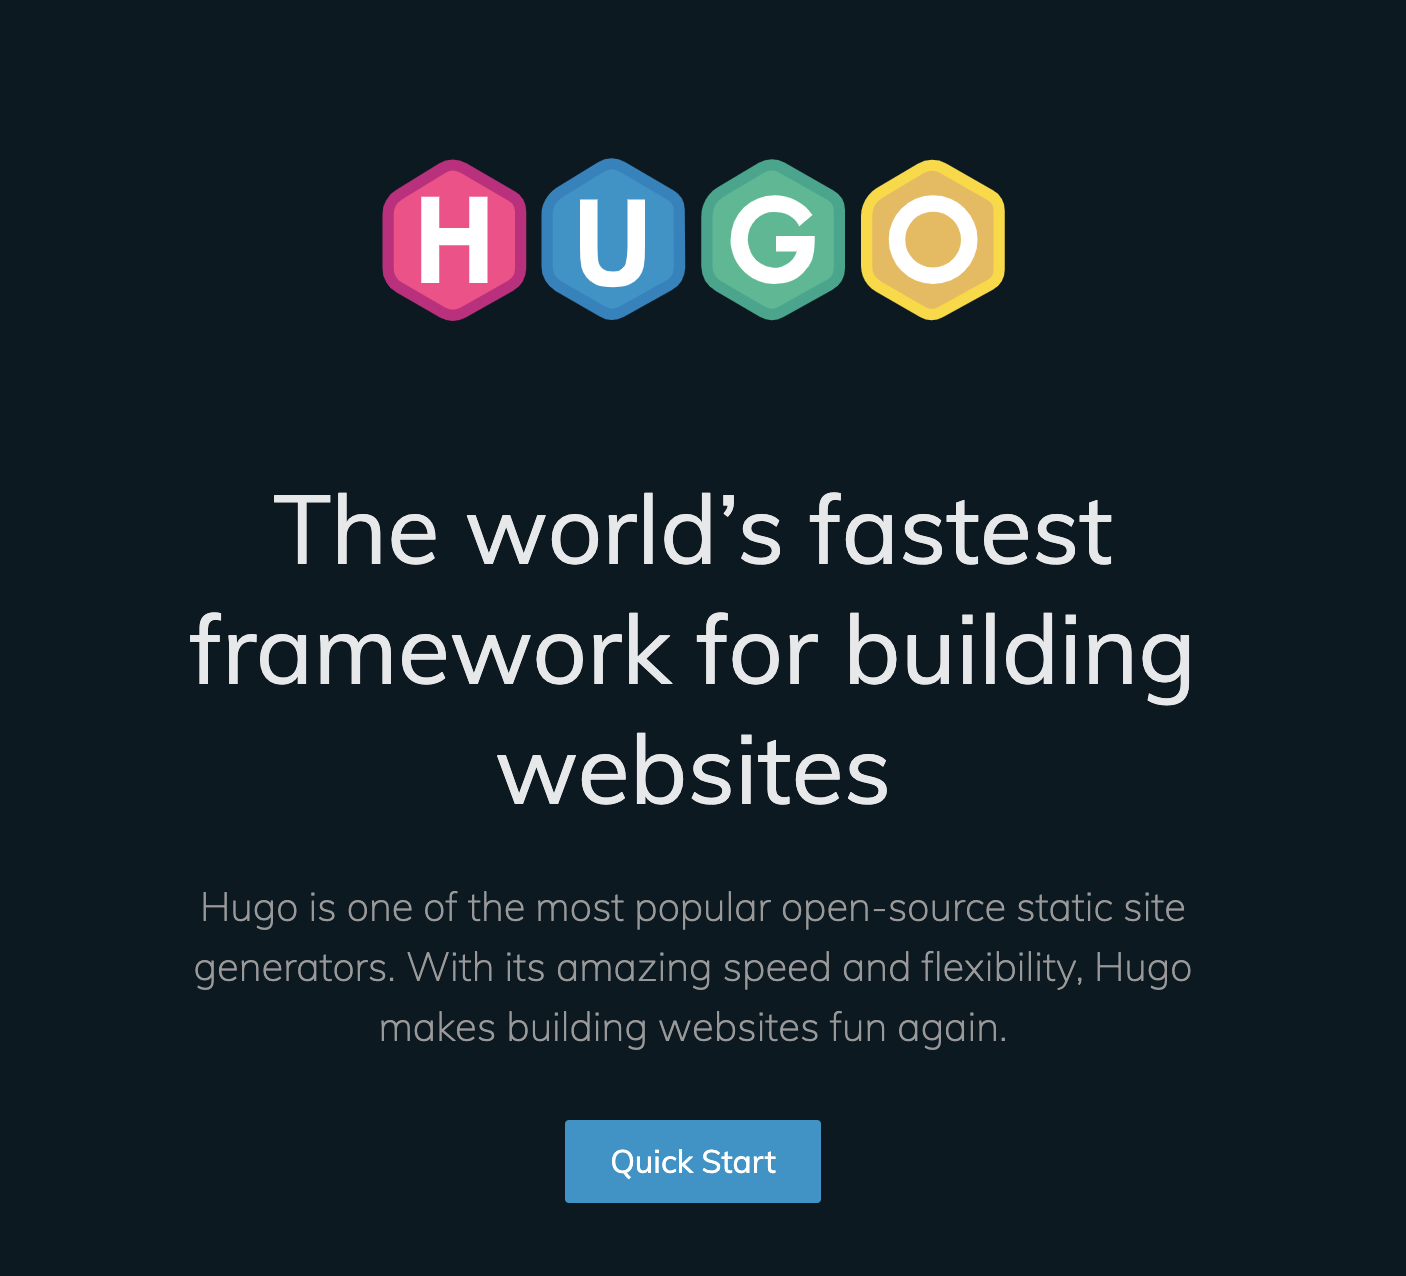 HUGO
The world’s fastest
framework for building
websites
Hugo is one of the most popular open-source static site
generators. With its amazing speed and flexibility, Hugo
makes building websites fun again.
Quick Start